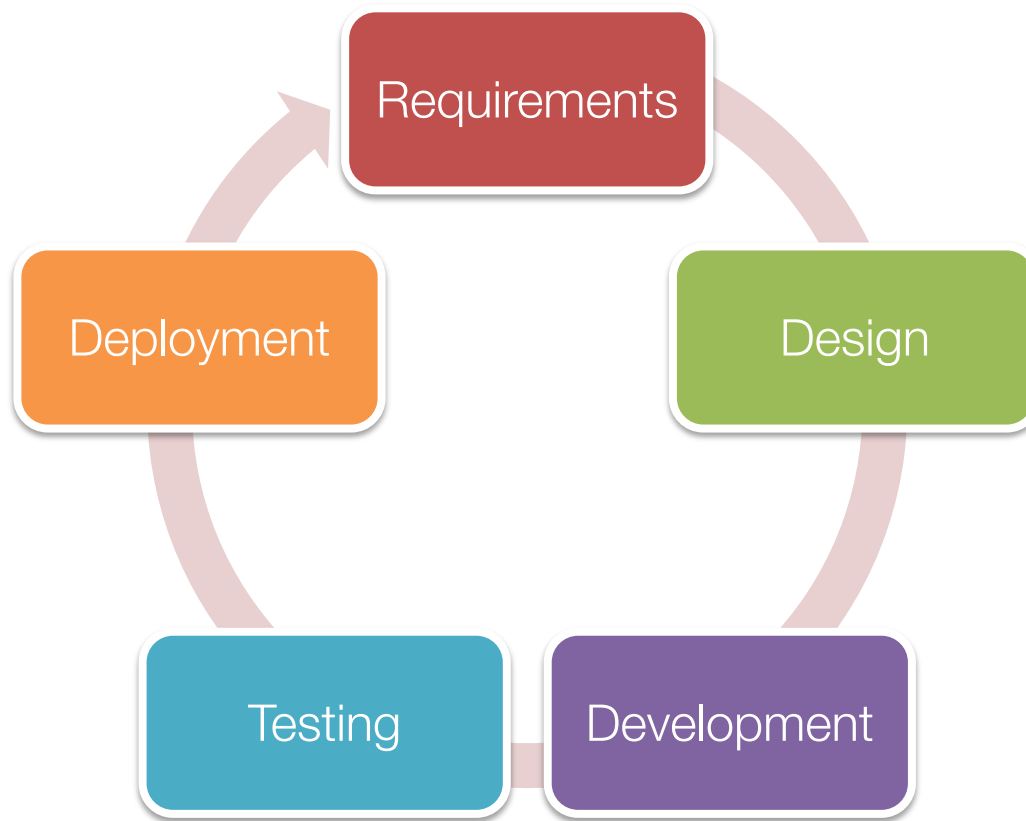 Requirements
Design
Development
Testing
Deployment